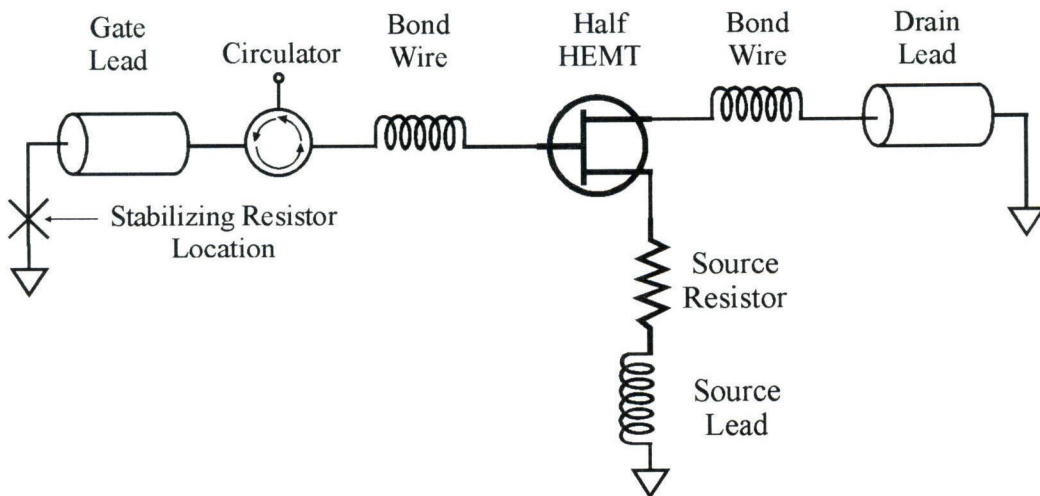 Gate
Lead
Circulator
Bond
Wire
Half
HEMT
Bond
Wire
Drain
Lead
Stabilizing Resistor
Location
Source
Resistor
Source
Lead